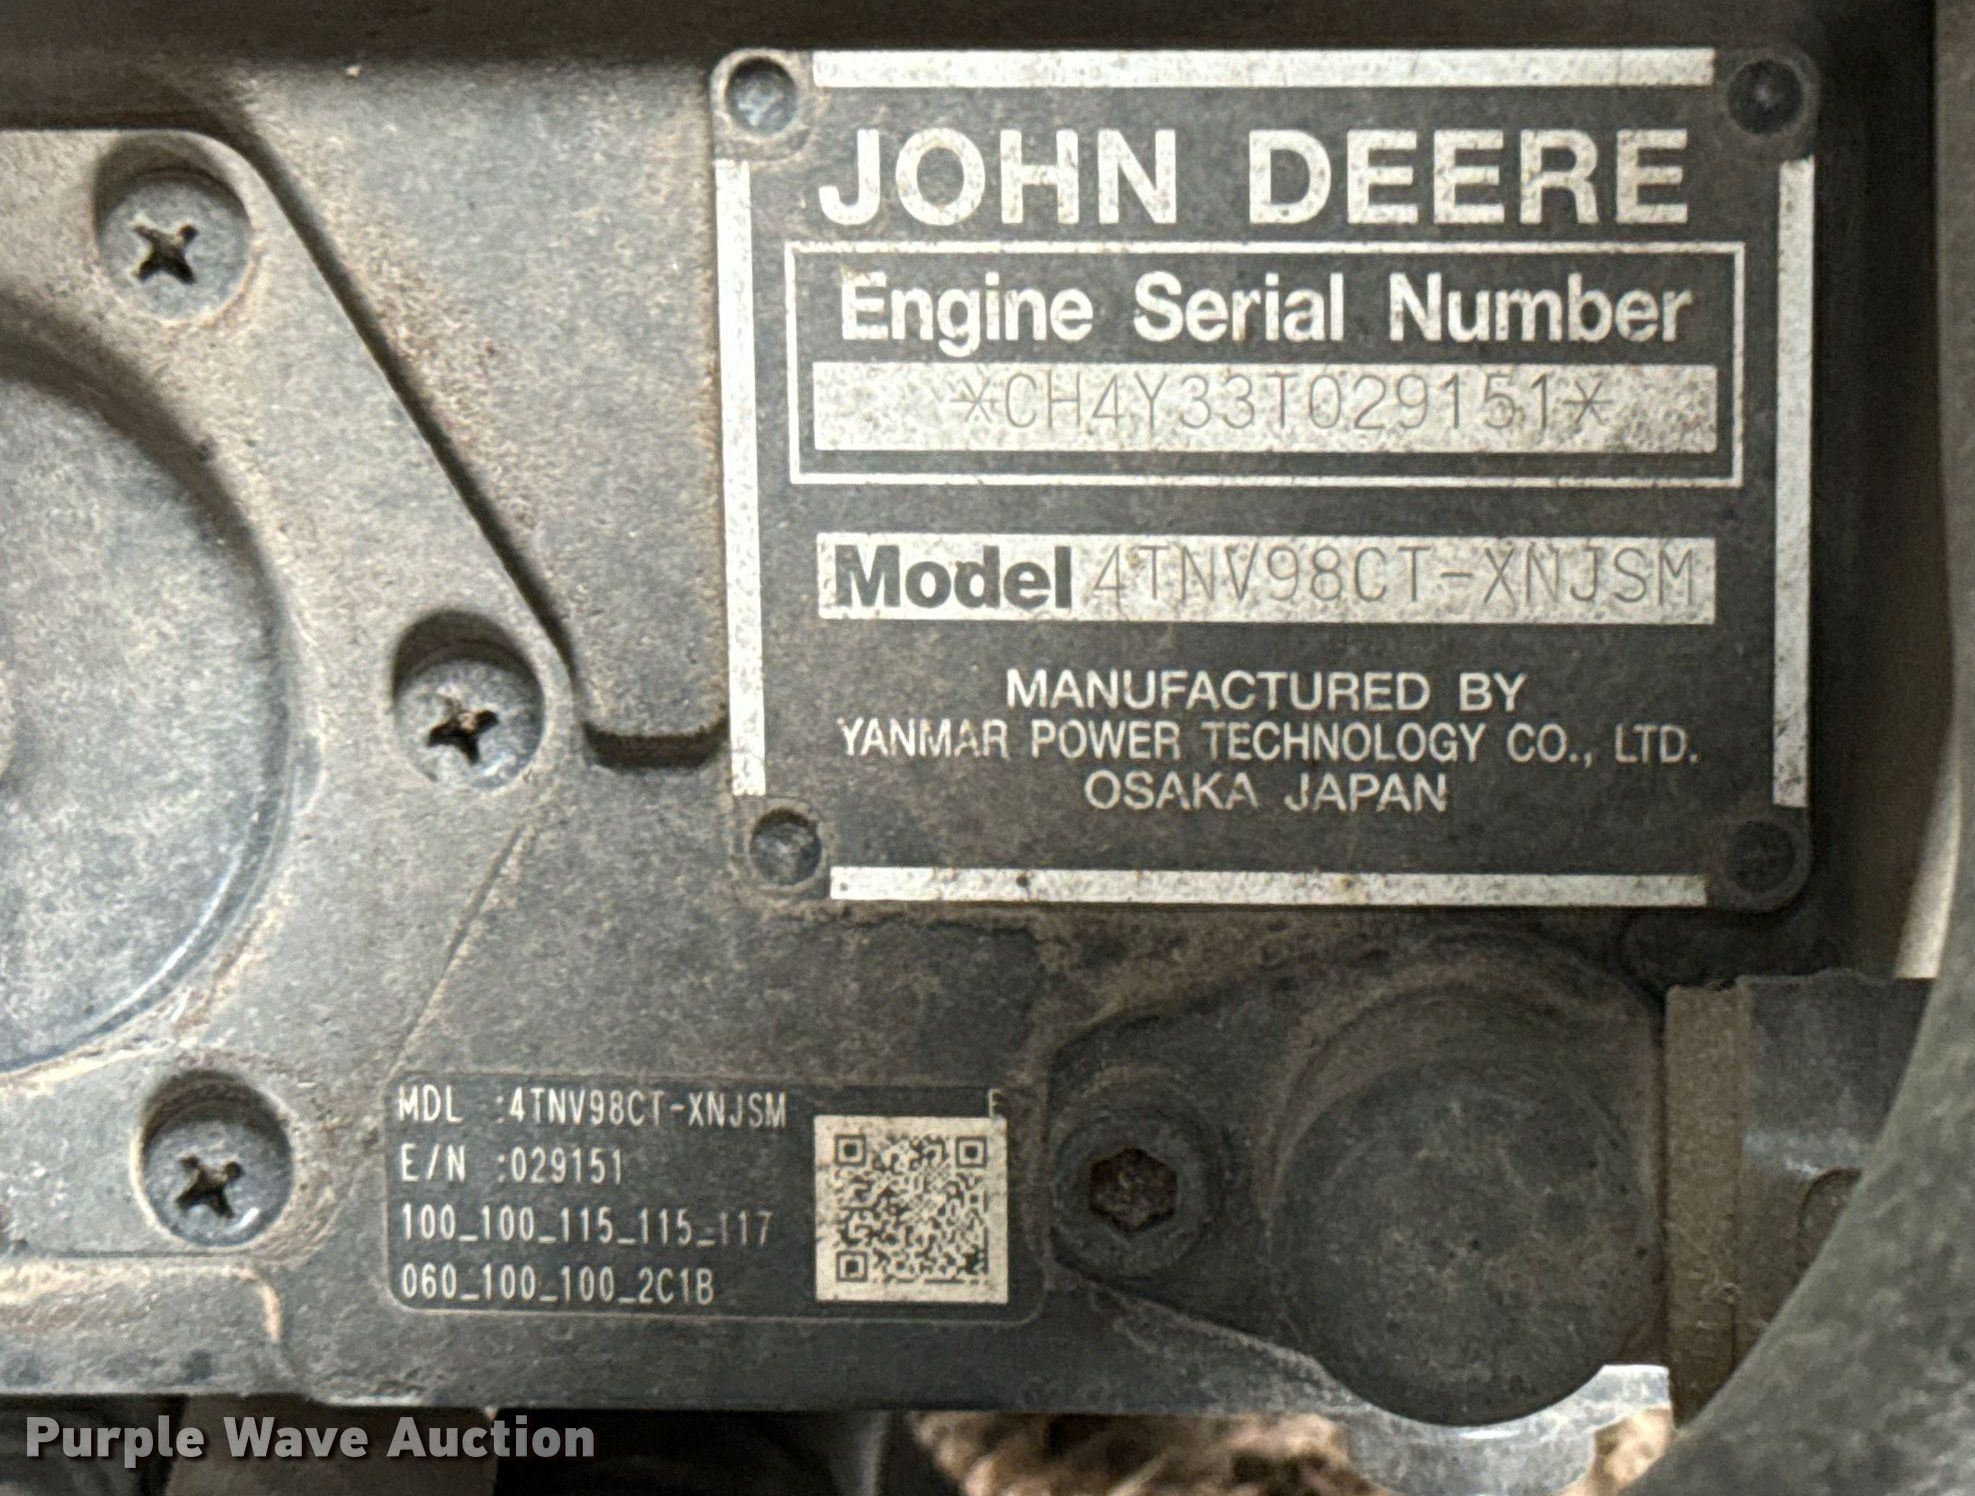 JOHN DEERE
Engine Serial Number
*CH4Y33T029151*
Model 4TNV98CT-XNJSM
MANUFACTURED BY
YANMAR POWER TECHNOLOGY CO., LTD.
OSAKA JAPAN
MDL :4TNV98CT-XNJSM
E/N :029151
100_100_115_115_117
060_100_100_2C1B
Purple Wave Auction